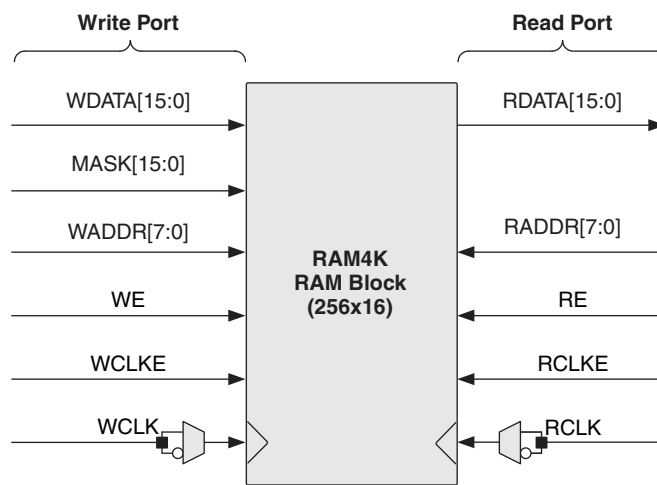 Write Port
Read Port
WDATA[15:0]
RDATA[15:0]
MASK[15:0]
WADDR[7:0]
RADDR[7:0]
RAM4K
RAM Block
(256x16)
WE
RE
WCLKE
RCLKE
WCLK
RCLK